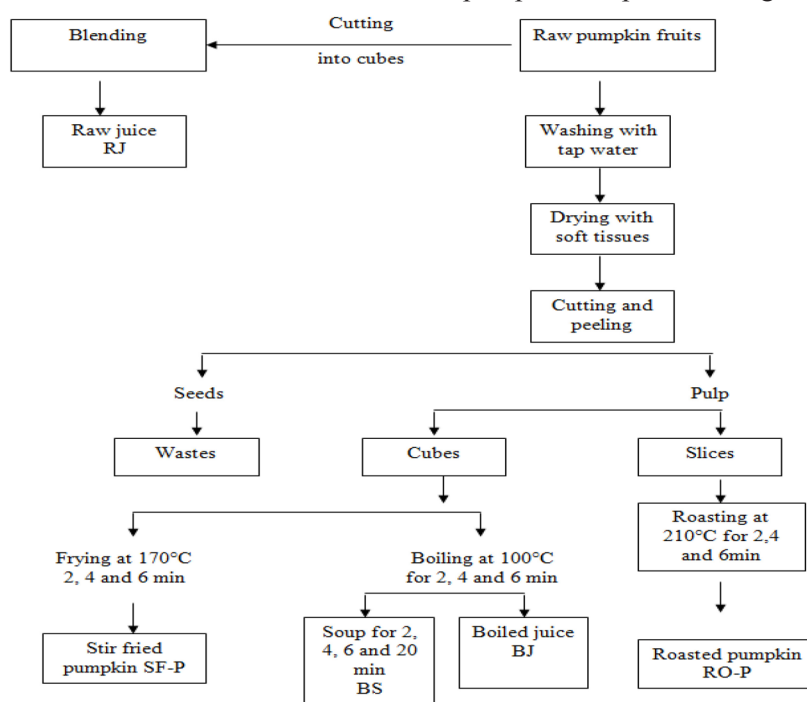 Cutting
Blending
Raw pumpkin fruits
into cubes
Raw juice
RJ
Washing with
tap water
Drying with
soft tissues
Cutting and
peeling
Seeds
Pulp
Wastes
Cubes
Slices
Roasting at
210°C for 2,4
and 6min
Frying at 170°C
2, 4 and 6 min
Boiling at 100°C
for 2, 4 and 6 min
Stir fried
pumpkin SF-P
Soup for 2,
4, 6 and 20
min
BS
Boiled juice
BJ
Roasted pumpkin
RO-P